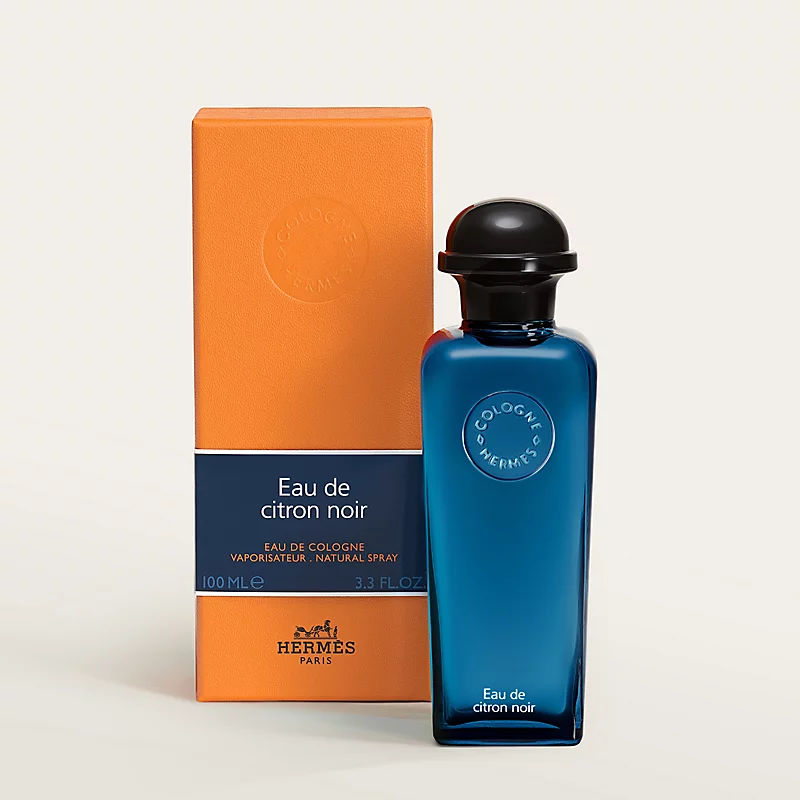 COLOGNE
HERMÈS
Eau de
citron noir
EAU DE COLOGNE
VAPORISATEUR . NATURAL SPRAY
100 ML℮ 3.3 FL.OZ.
HERMÈS
PARIS
COLOGNE
HERMÈS
Eau de
citron noir